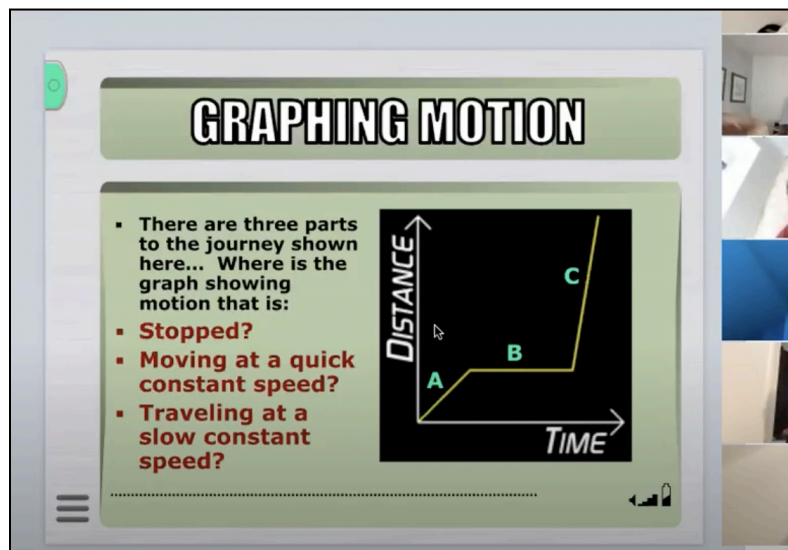 GRAPHING MOTION
▪ There are three parts
to the journey shown
here... Where is the
graph showing
motion that is:
▪ Stopped?
▪ Moving at a quick
constant speed?
▪ Traveling at a
slow constant
speed?
DISTANCE
A
B
C
TIME